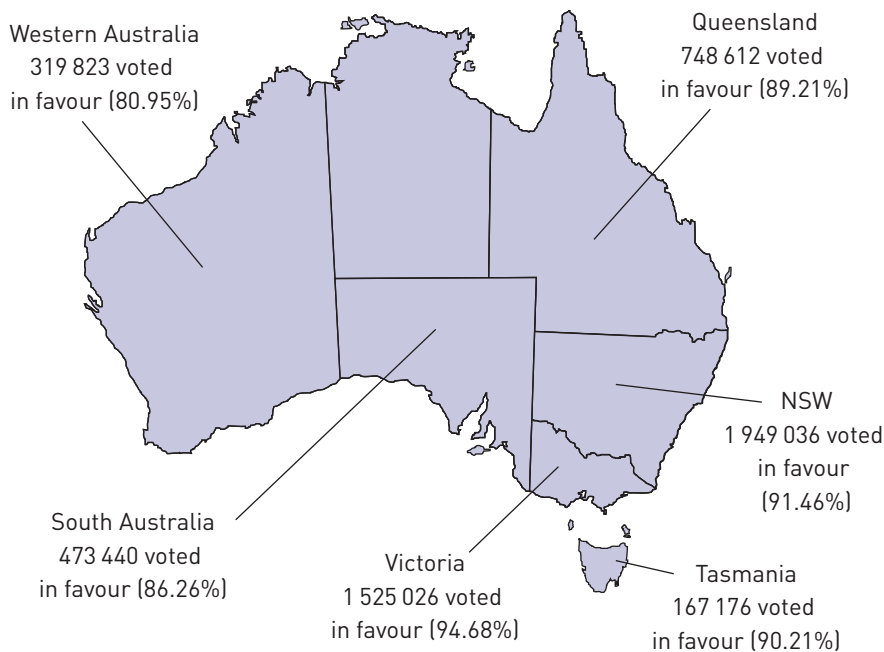 Western Australia
319 823 voted
in favour (80.95%)
Queensland
748 612 voted
in favour (89.21%)
NSW
1 949 036 voted
in favour
(91.46%)
South Australia
473 440 voted
in favour (86.26%)
Victoria
1 525 026 voted
in favour (94.68%)
Tasmania
167 176 voted
in favour (90.21%)